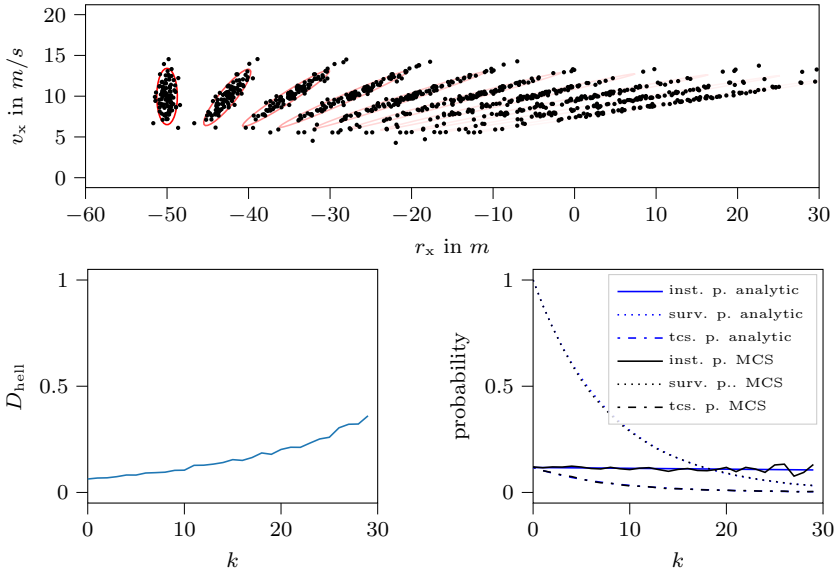 20
15
10
5
0
v_x in m/s
−60 −50 −40 −30 −20 −10 0 10 20 30
r_x in m
1
0.5
0
D_hell
0 10 20 30
k
1
0.5
0
probability
inst. p. analytic
surv. p. analytic
tcs. p. analytic
inst. p. MCS
surv. p.. MCS
tcs. p. MCS
0 10 20 30
k